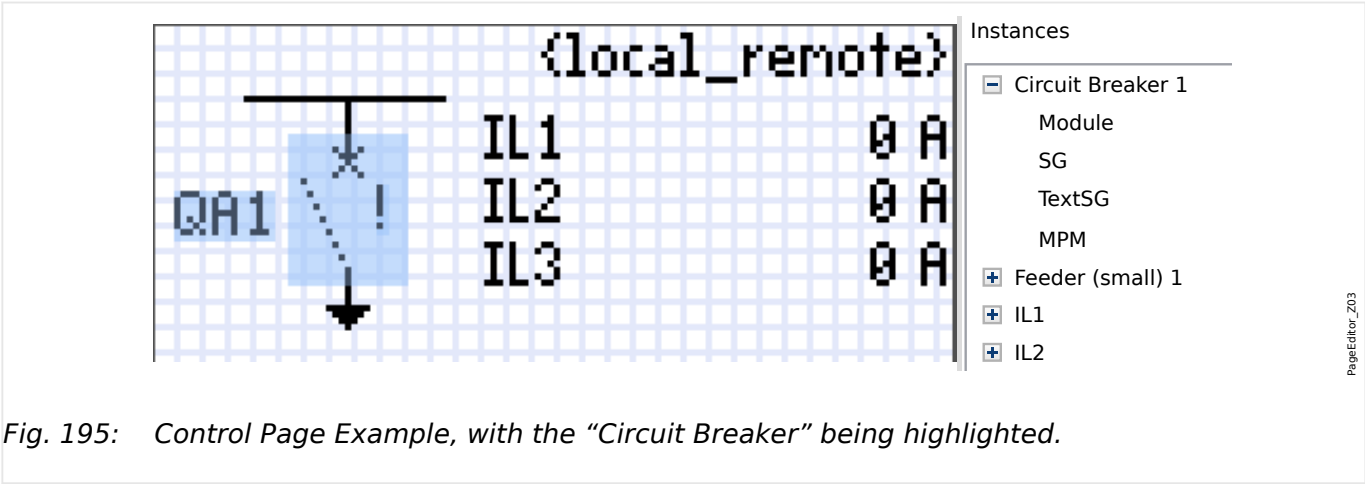 {local_remote}
IL1 0 A
QA1 ! IL2 0 A
IL3 0 A
Instances
Circuit Breaker 1
Module
SG
TextSG
MPM
Feeder (small) 1
IL1
IL2
PageEditor_Z03
Fig. 195: Control Page Example, with the “Circuit Breaker” being highlighted.